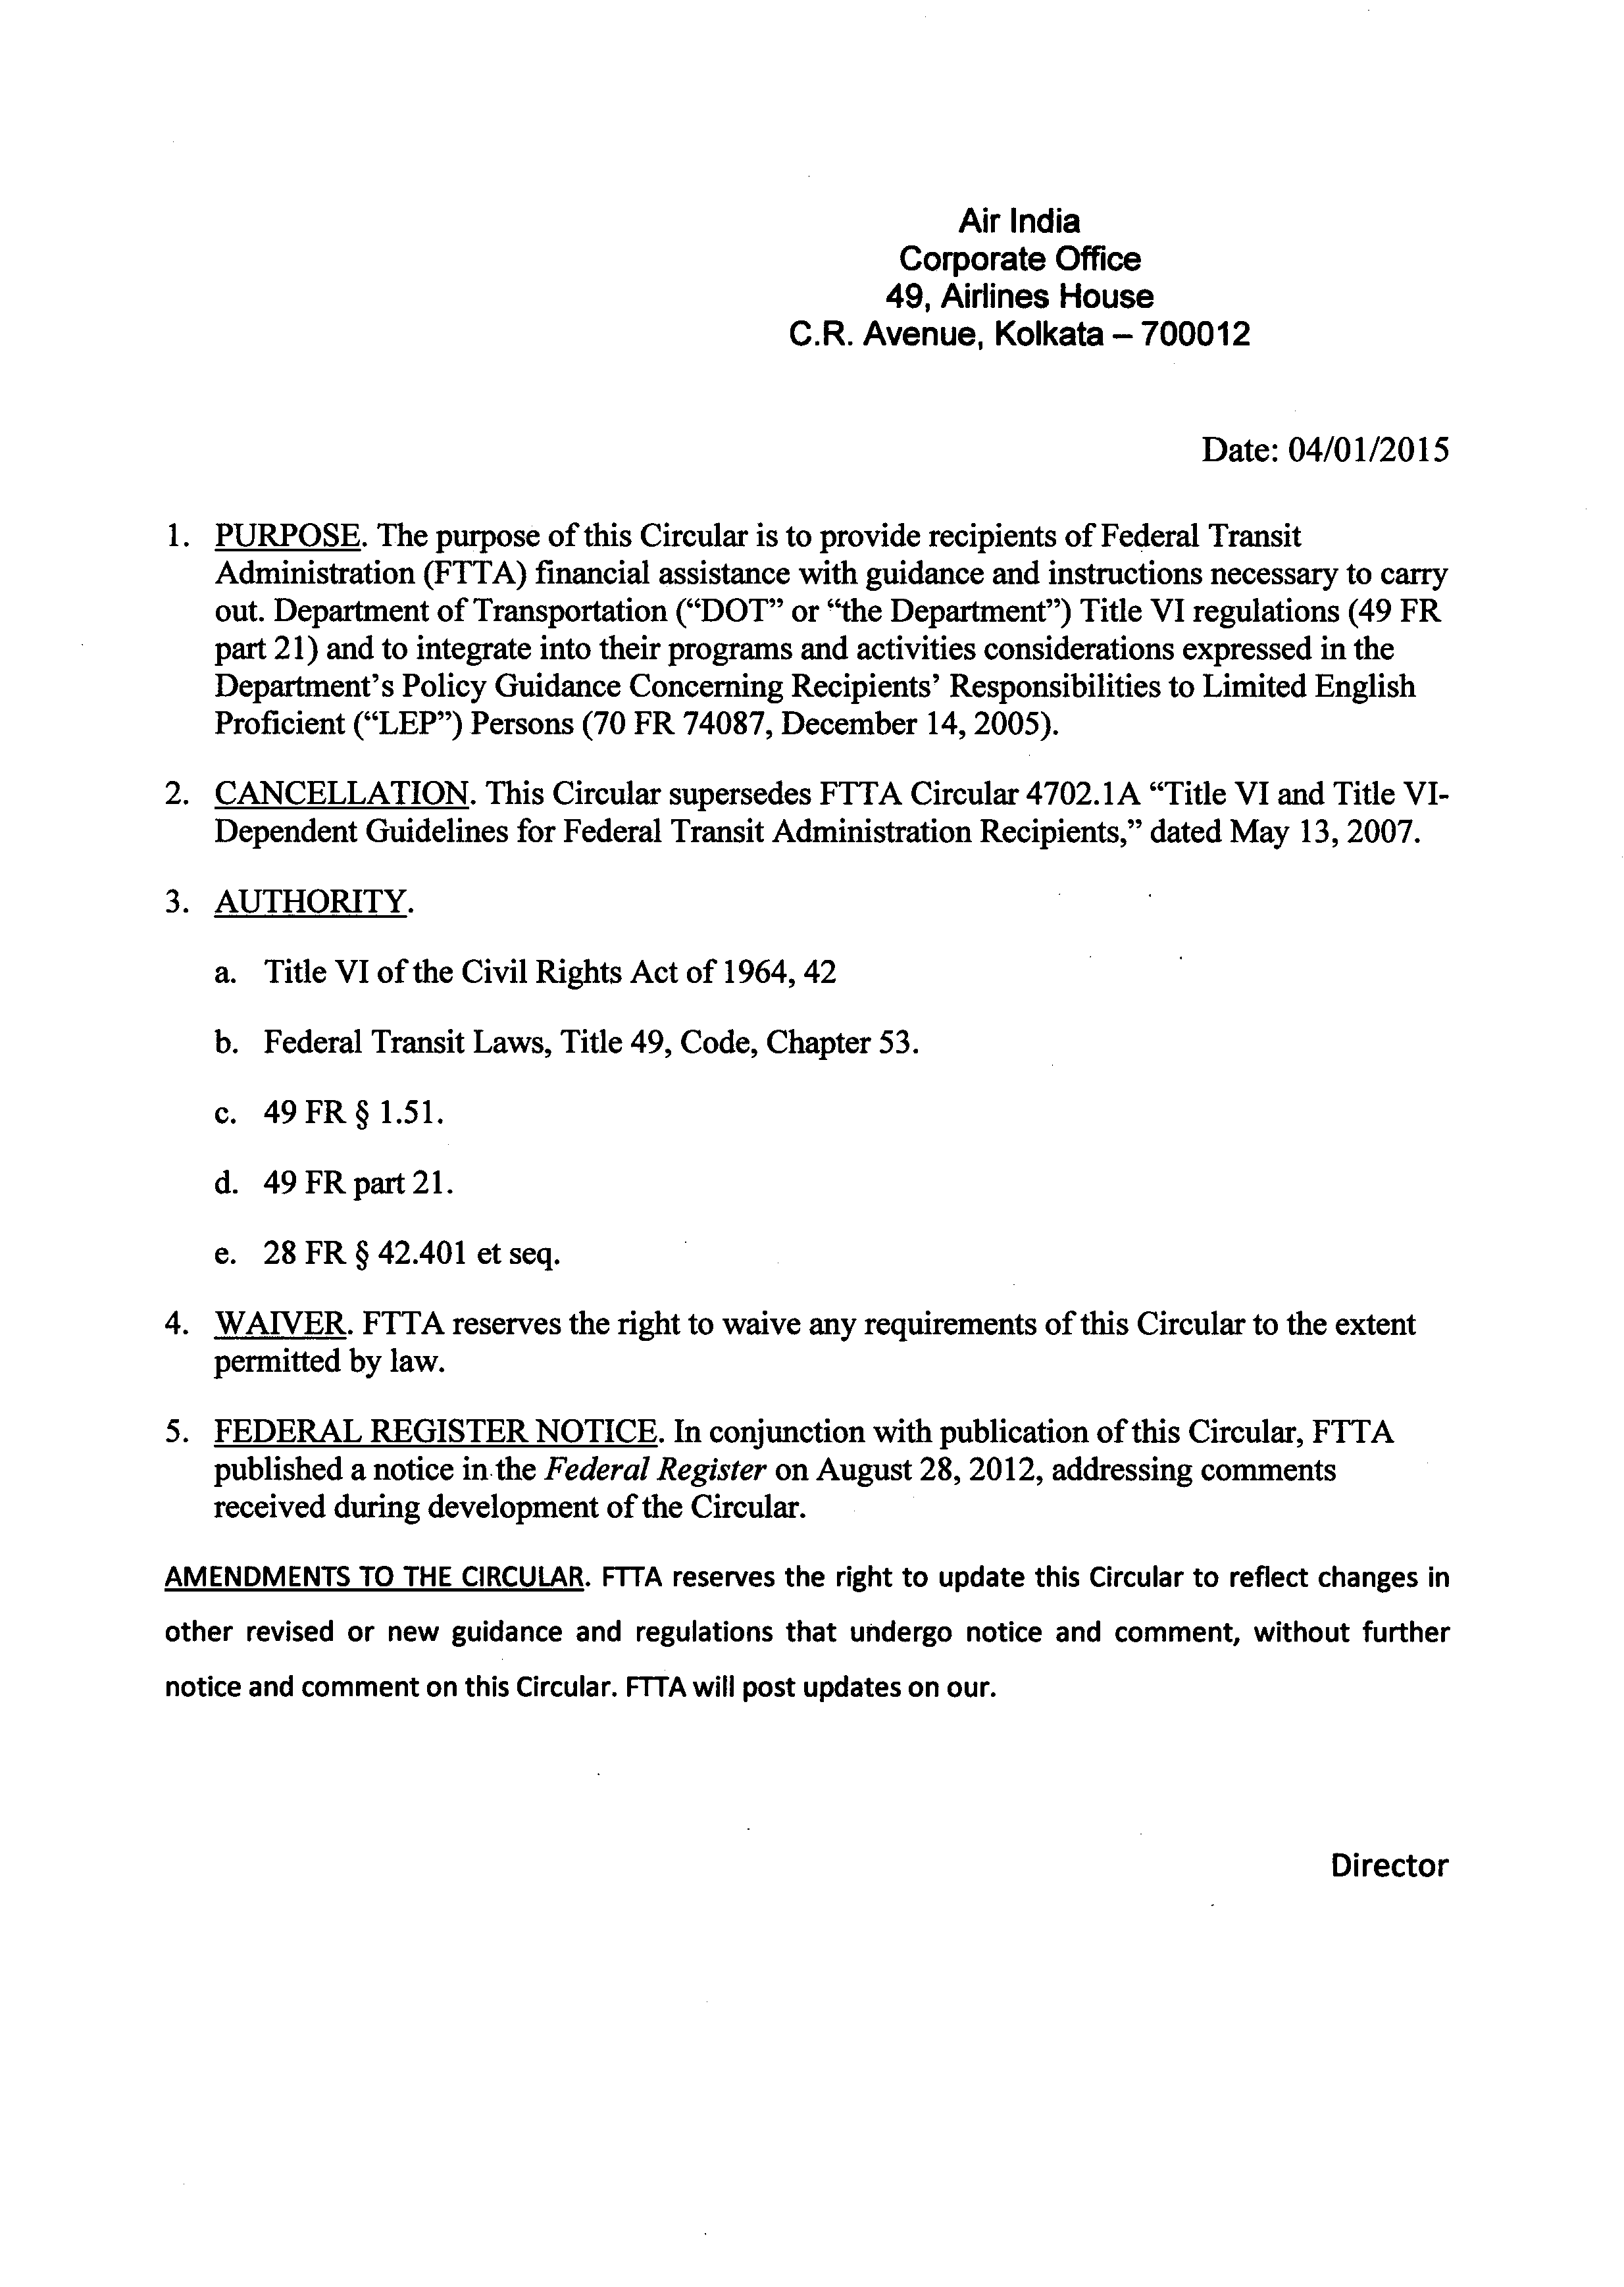 Air India
Corporate Office
49, Airlines House
C.R. Avenue, Kolkata – 700012
Date: 04/01/2015
1. PURPOSE. The purpose of this Circular is to provide recipients of Federal Transit
Administration (FTTA) financial assistance with guidance and instructions necessary to carry
out. Department of Transportation (“DOT” or “the Department”) Title VI regulations (49 FR
part 21) and to integrate into their programs and activities considerations expressed in the
Department’s Policy Guidance Concerning Recipients’ Responsibilities to Limited English
Proficient (“LEP”) Persons (70 FR 74087, December 14, 2005).
2. CANCELLATION. This Circular supersedes FTTA Circular 4702.1A “Title VI and Title VI-
Dependent Guidelines for Federal Transit Administration Recipients,” dated May 13, 2007.
3. AUTHORITY.
a. Title VI of the Civil Rights Act of 1964, 42
b. Federal Transit Laws, Title 49, Code, Chapter 53.
c. 49 FR § 1.51.
d. 49 FR part 21.
e. 28 FR § 42.401 et seq.
4. WAIVER. FTTA reserves the right to waive any requirements of this Circular to the extent
permitted by law.
5. FEDERAL REGISTER NOTICE. In conjunction with publication of this Circular, FTTA
published a notice in the Federal Register on August 28, 2012, addressing comments
received during development of the Circular.
AMENDMENTS TO THE CIRCULAR. FTTA reserves the right to update this Circular to reflect changes in
other revised or new guidance and regulations that undergo notice and comment, without further
notice and comment on this Circular. FTTA will post updates on our.
Director